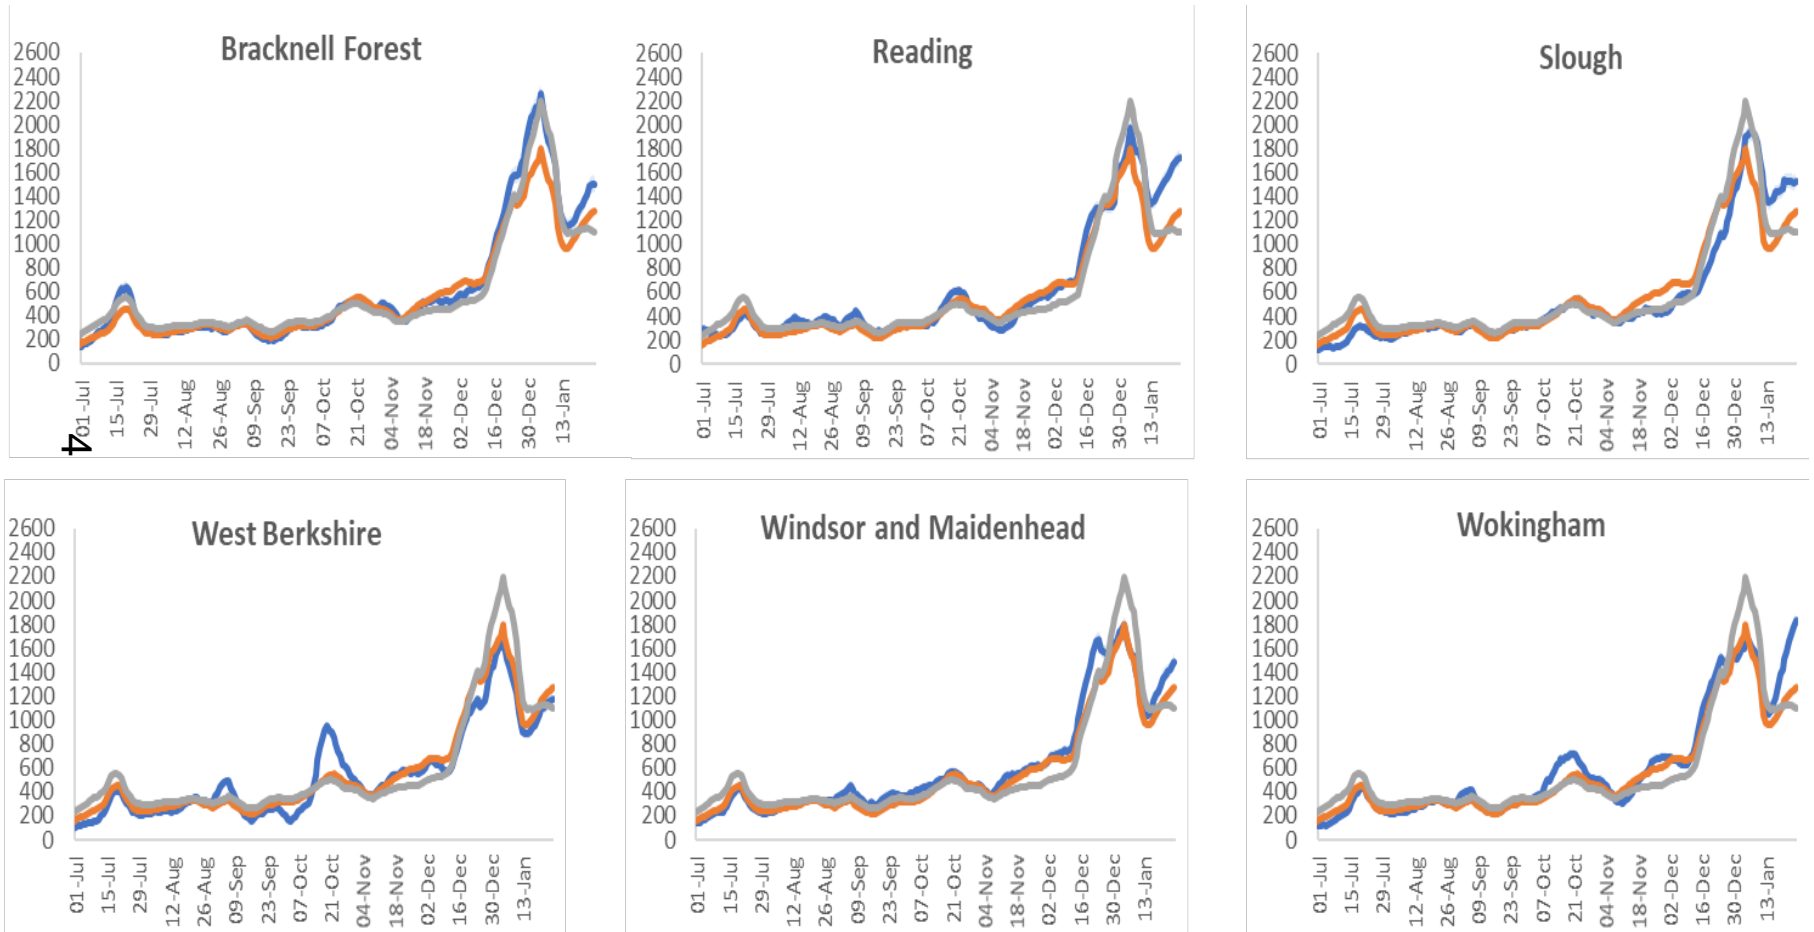 Bracknell Forest
2600
2400
2200
2000
1800
1600
1400
1200
1000
800
600
400
200
0
01-Jul
15-Jul
29-Jul
12-Aug
26-Aug
09-Sep
23-Sep
07-Oct
21-Oct
04-Nov
18-Nov
02-Dec
16-Dec
30-Dec
13-Jan
4
Reading
2600
2400
2200
2000
1800
1600
1400
1200
1000
800
600
400
200
0
01-Jul
15-Jul
29-Jul
12-Aug
26-Aug
09-Sep
23-Sep
07-Oct
21-Oct
04-Nov
18-Nov
02-Dec
16-Dec
30-Dec
13-Jan
Slough
2600
2400
2200
2000
1800
1600
1400
1200
1000
800
600
400
200
0
01-Jul
15-Jul
29-Jul
12-Aug
26-Aug
09-Sep
23-Sep
07-Oct
21-Oct
04-Nov
18-Nov
02-Dec
16-Dec
30-Dec
13-Jan
West Berkshire
2600
2400
2200
2000
1800
1600
1400
1200
1000
800
600
400
200
0
01-Jul
15-Jul
29-Jul
12-Aug
26-Aug
09-Sep
23-Sep
07-Oct
21-Oct
04-Nov
18-Nov
02-Dec
16-Dec
30-Dec
13-Jan
Windsor and Maidenhead
2600
2400
2200
2000
1800
1600
1400
1200
1000
800
600
400
200
0
01-Jul
15-Jul
29-Jul
12-Aug
26-Aug
09-Sep
23-Sep
07-Oct
21-Oct
04-Nov
18-Nov
02-Dec
16-Dec
30-Dec
13-Jan
Wokingham
2600
2400
2200
2000
1800
1600
1400
1200
1000
800
600
400
200
0
01-Jul
15-Jul
29-Jul
12-Aug
26-Aug
09-Sep
23-Sep
07-Oct
21-Oct
04-Nov
18-Nov
02-Dec
16-Dec
30-Dec
13-Jan